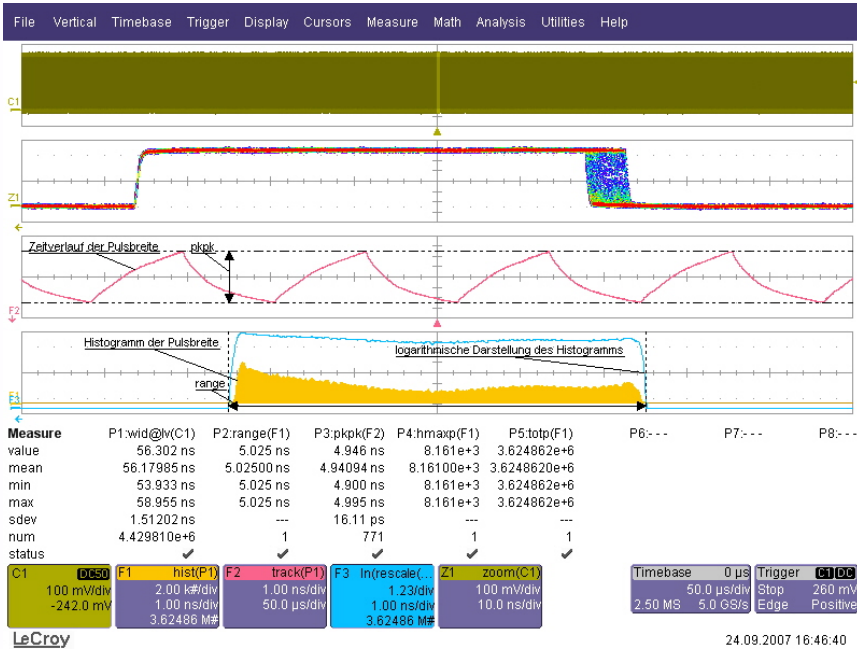 File Vertical Timebase Trigger Display Cursors Measure Math Analysis Utilities Help
C1
Z1
Zeitverlauf der Pulsbreite
pkpk
F2
Histogramm der Pulsbreite
logarithmische Darstellung des Histogramms
range
Measure P1:wid@lv(C1) P2:range(F1) P3:pkpk(F2) P4:hmaxp(F1) P5:totp(F1) P6:- - - P7:- - - P8:- - -
value 56.302 ns 5.025 ns 4.946 ns 8.161e+3 3.624862e+6
mean 56.17985 ns 5.02500 ns 4.94094 ns 8.16100e+3 3.6248620e+6
min 53.933 ns 5.025 ns 4.900 ns 8.161e+3 3.624862e+6
max 58.955 ns 5.025 ns 4.995 ns 8.161e+3 3.624862e+6
sdev 1.51202 ns --- 16.11 ps --- ---
num 4.429810e+6 1 771 1 1
status
C1 DC50
100 mV/div
-242.0 mV
F1 hist(P1)
2.00 k#/div
1.00 ns/div
3.62486 M#
F2 track(P1)
1.00 ns/div
50.0 µs/div
F3 ln(rescale(...
1.23/div
1.00 ns/div
3.62486 M#
Z1 zoom(C1)
100 mV/div
10.0 ns/div
Timebase 0 µs
50.0 µs/div
2.50 MS 5.0 GS/s
Trigger C1 DC
Stop 260 mV
Edge Positive
LeCroy
24.09.2007 16:46:40